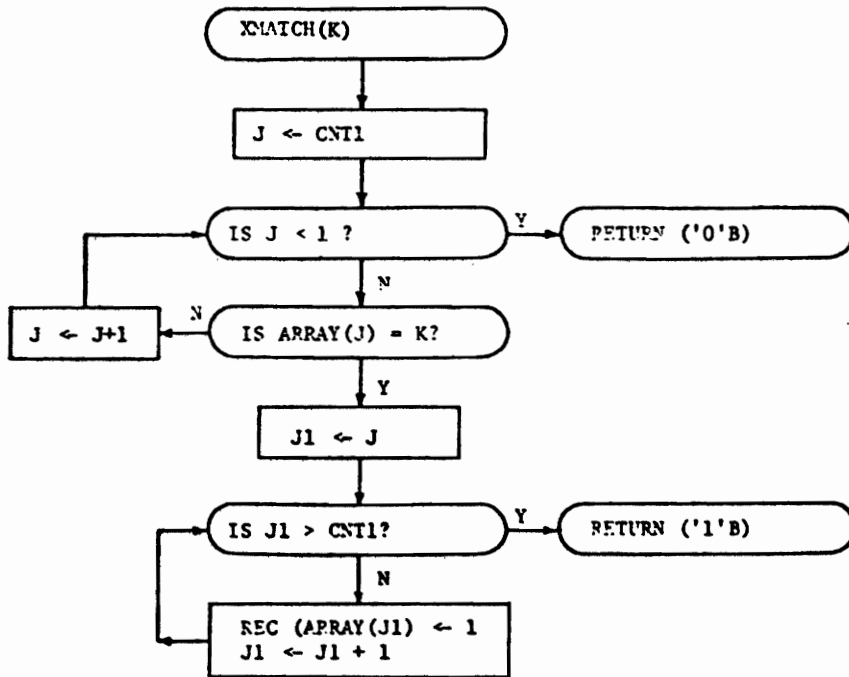 XMATCH(K)
J ← CNT1
IS J < 1 ?
Y
RETURN ('0'B)
N
N
J ← J+1
IS ARRAY(J) = K?
Y
J1 ← J
IS J1 > CNT1?
Y
RETURN ('1'B)
N
REC (ARRAY(J1) ← 1
J1 ← J1 + 1